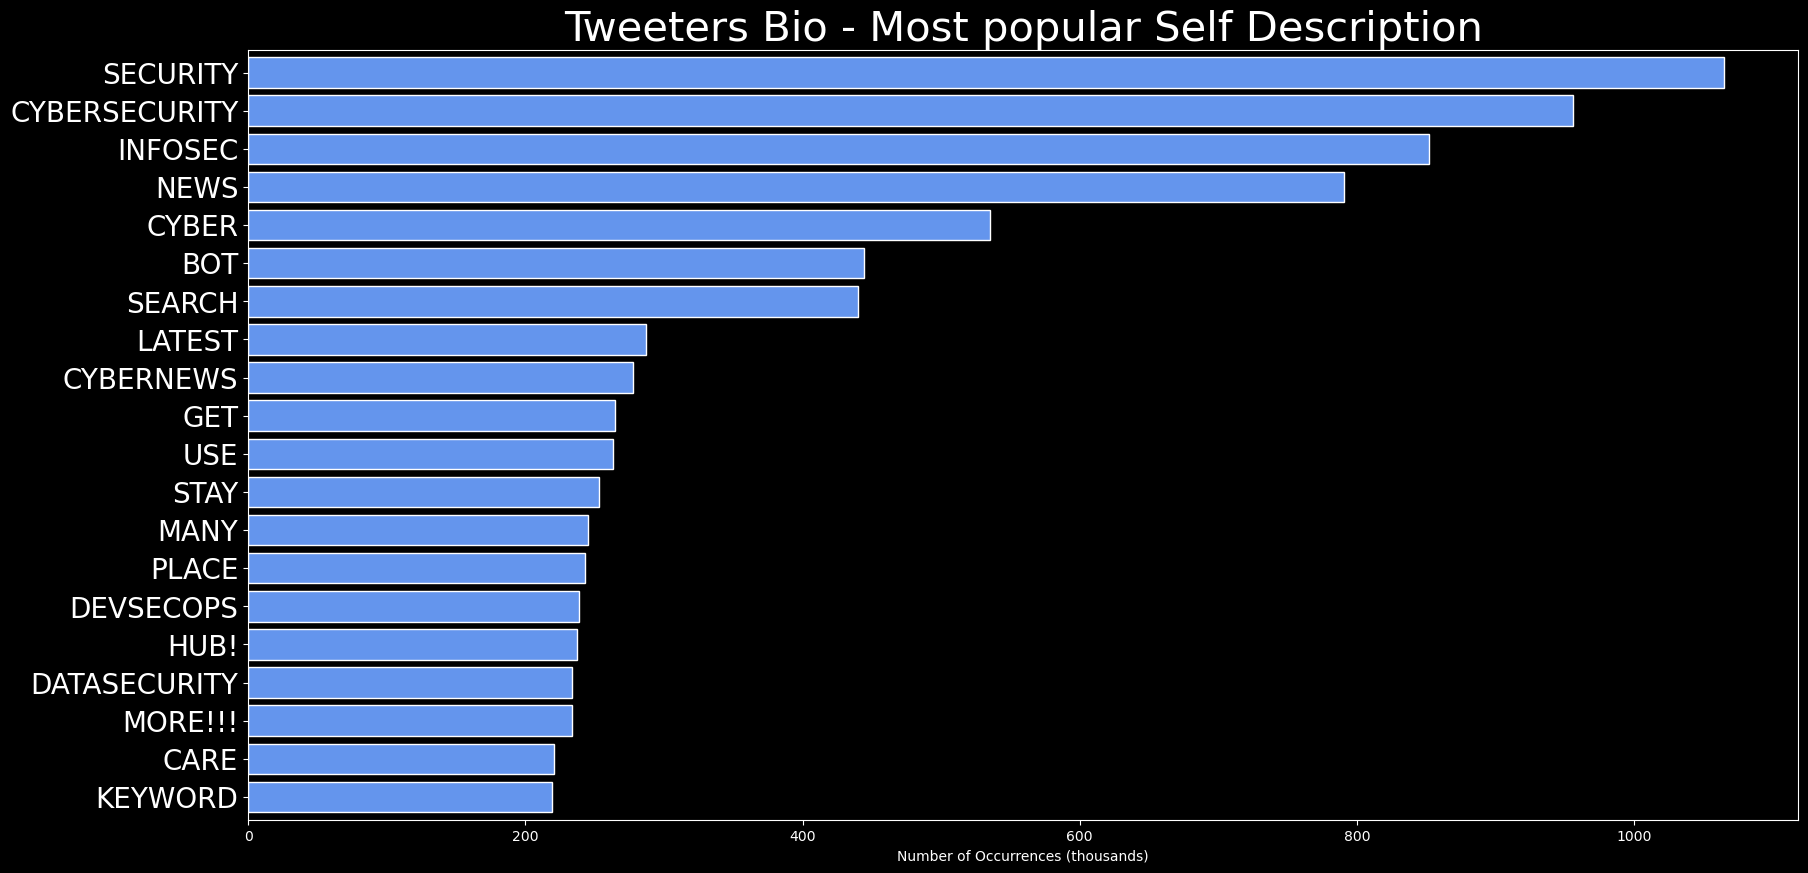 Tweeters Bio - Most popular Self Description
SECURITY
CYBERSECURITY
INFOSEC
NEWS
CYBER
BOT
SEARCH
LATEST
CYBERNEWS
GET
USE
STAY
MANY
PLACE
DEVSECOPS
HUB!
DATASECURITY
MORE!!!
CARE
KEYWORD
0 200 400 600 800 1000
Number of Occurrences (thousands)